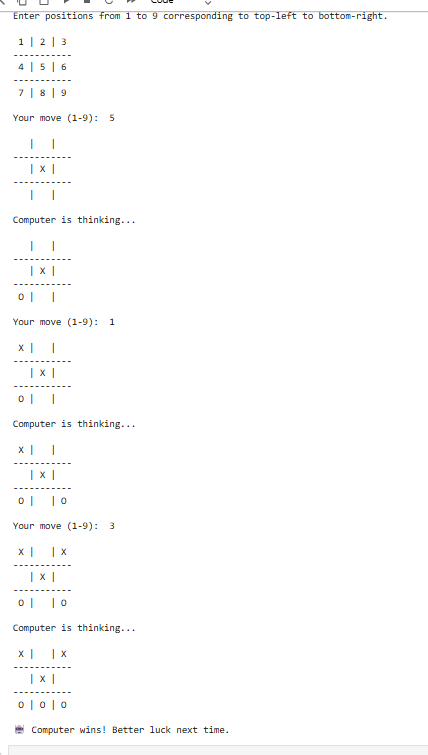 Code
Enter positions from 1 to 9 corresponding to top-left to bottom-right.
1 | 2 | 3
-----------
4 | 5 | 6
-----------
7 | 8 | 9
Your move (1-9): 5
  |   |
-----------
  | X |
-----------
  |   |
Computer is thinking...
  |   |
-----------
  | X |
-----------
O |   |
Your move (1-9): 1
X |   |
-----------
  | X |
-----------
O |   |
Computer is thinking...
X |   |
-----------
  | X |
-----------
O |   | O
Your move (1-9): 3
X |   | X
-----------
  | X |
-----------
O |   | O
Computer is thinking...
X |   | X
-----------
  | X |
-----------
O | O | O
👾 Computer wins! Better luck next time.